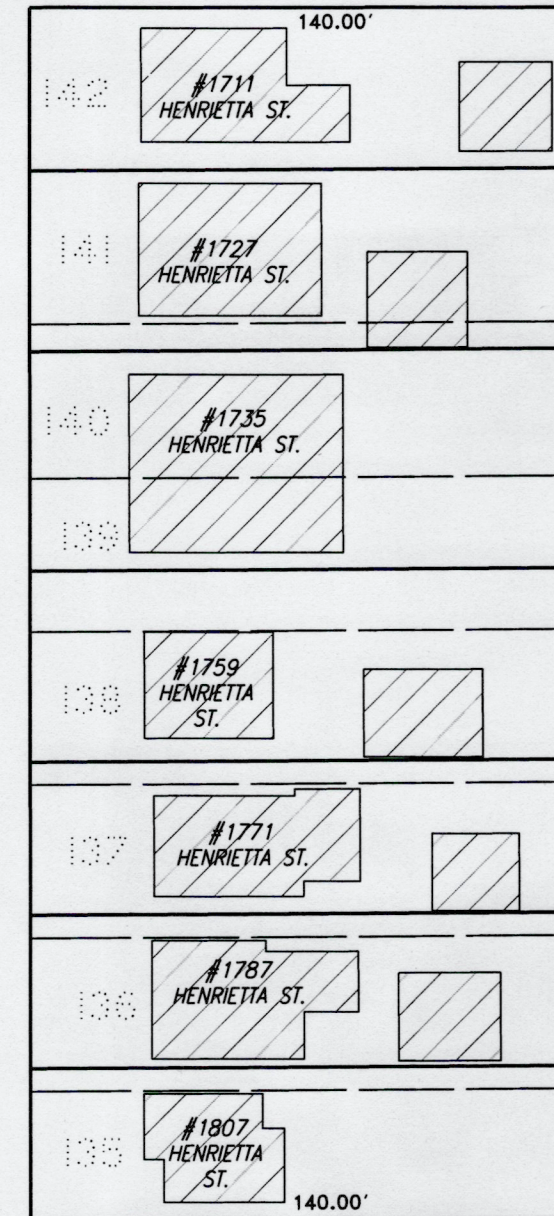 140.00'
142
#1711
HENRIETTA ST.
141
#1727
HENRIETTA ST.
140
#1735
HENRIETTA ST.
139
#1759
HENRIETTA
ST.
138
#1771
HENRIETTA ST.
137
#1787
HENRIETTA ST.
136
#1807
HENRIETTA
ST.
135
140.00'